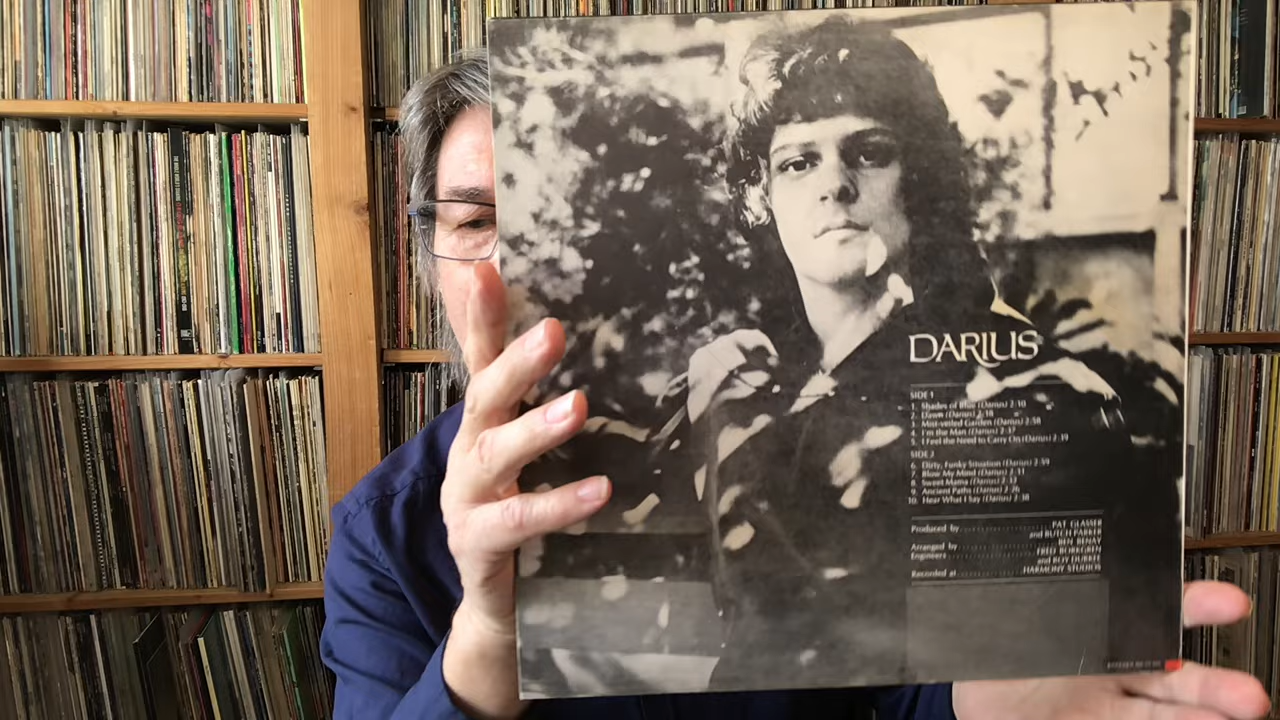 DARIUS
SIDE 1
1. Shades of Blue (Darius) 2:10
2. Dawn (Darius) 2:18
3. Mist-veiled Garden (Darius) 2:58
4. I'm the Man (Darius) 2:37
5. I Feel the Need to Carry On (Darius) 2:39
SIDE 2
6. Dirty, Funky Situation (Darius) 2:59
7. Blow My Mind (Darius) 2:31
8. Sweet Mama (Darius) 2:33
9. Ancient Paths (Darius) 2:26
10. Hear What I Say (Darius) 2:38
Produced by PAT GLASSER
and BUTCH PARKER
Arranged by BEN BENAY
Engineers FRED BORKGREN
and ROY DURKEE
Recorded at HARMONY STUDIOS